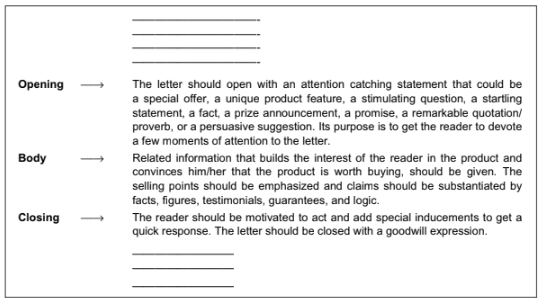 Opening → The letter should open with an attention catching statement that could be
a special offer, a unique product feature, a stimulating question, a startling
statement, a fact, a prize announcement, a promise, a remarkable quotation/
proverb, or a persuasive suggestion. Its purpose is to get the reader to devote
a few moments of attention to the letter.
Body → Related information that builds the interest of the reader in the product and
convinces him/her that the product is worth buying, should be given. The
selling points should be emphasized and claims should be substantiated by
facts, figures, testimonials, guarantees, and logic.
Closing → The reader should be motivated to act and add special inducements to get a
quick response. The letter should be closed with a goodwill expression.